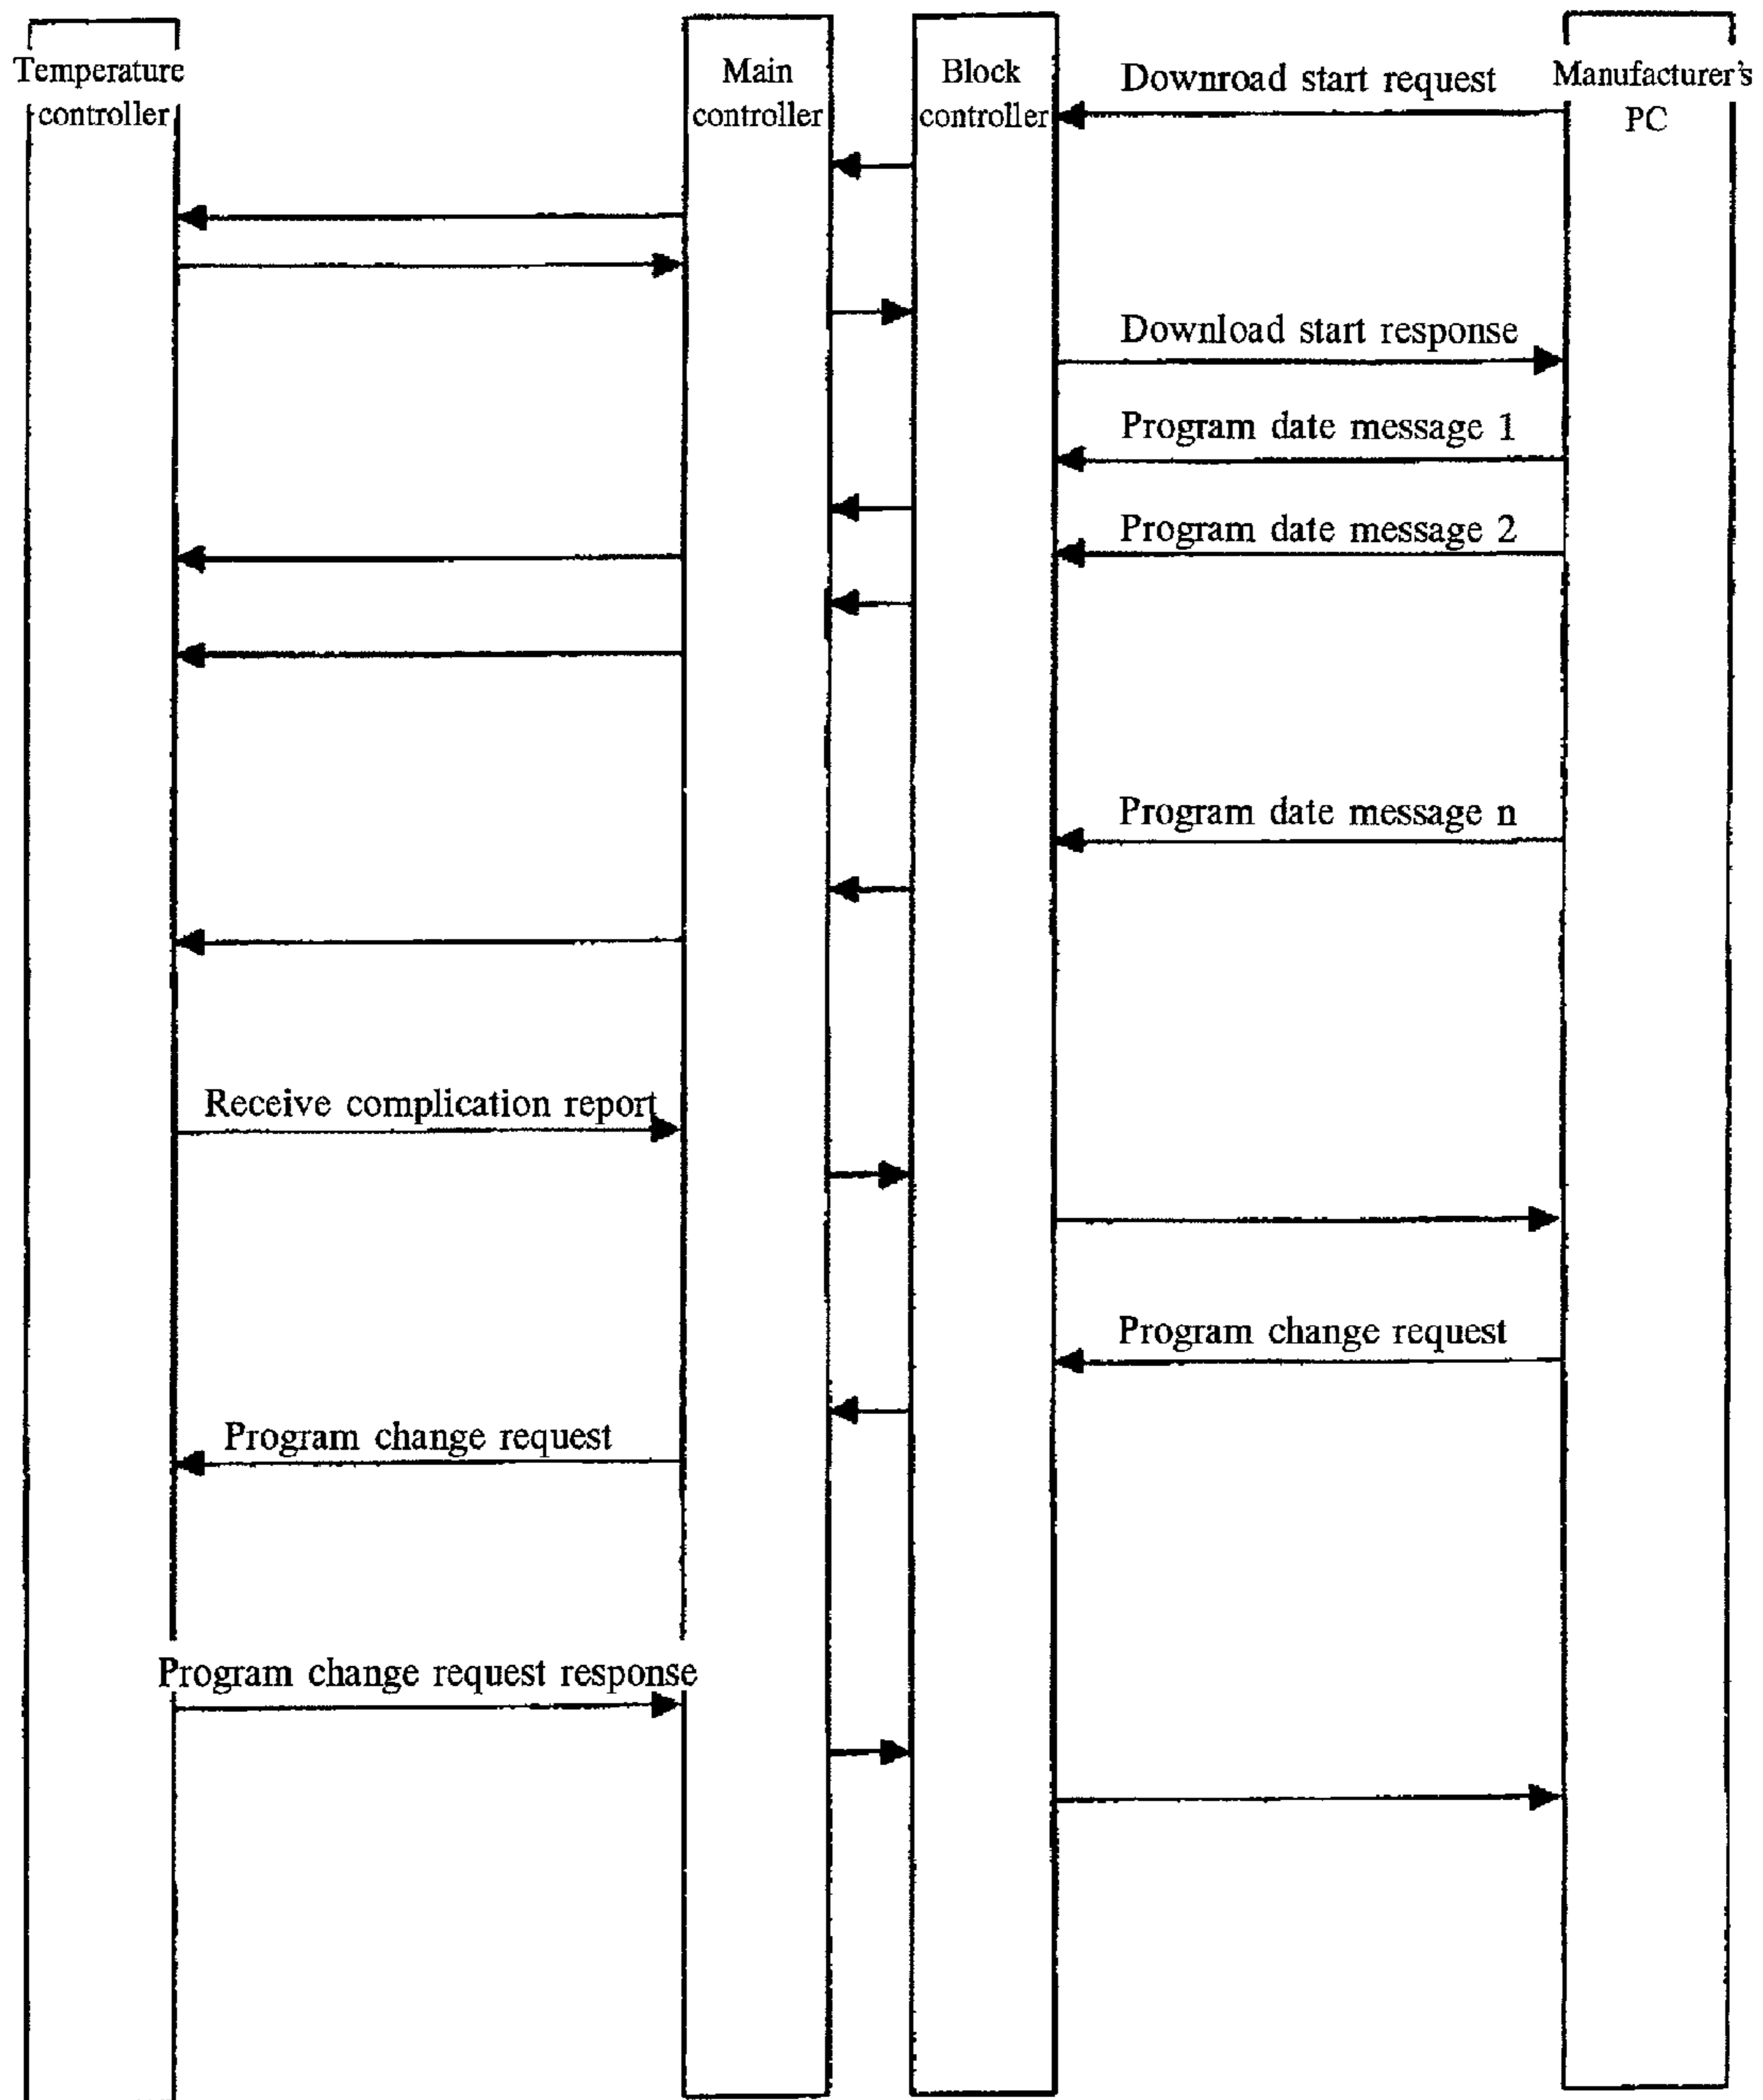 Temperature
controller
Main
controller
Block
controller
Manufacturer's
PC
Downroad start request
Download start response
Program date message 1
Program date message 2
Program date message n
Receive complication report
Program change request
Program change request
Program change request response